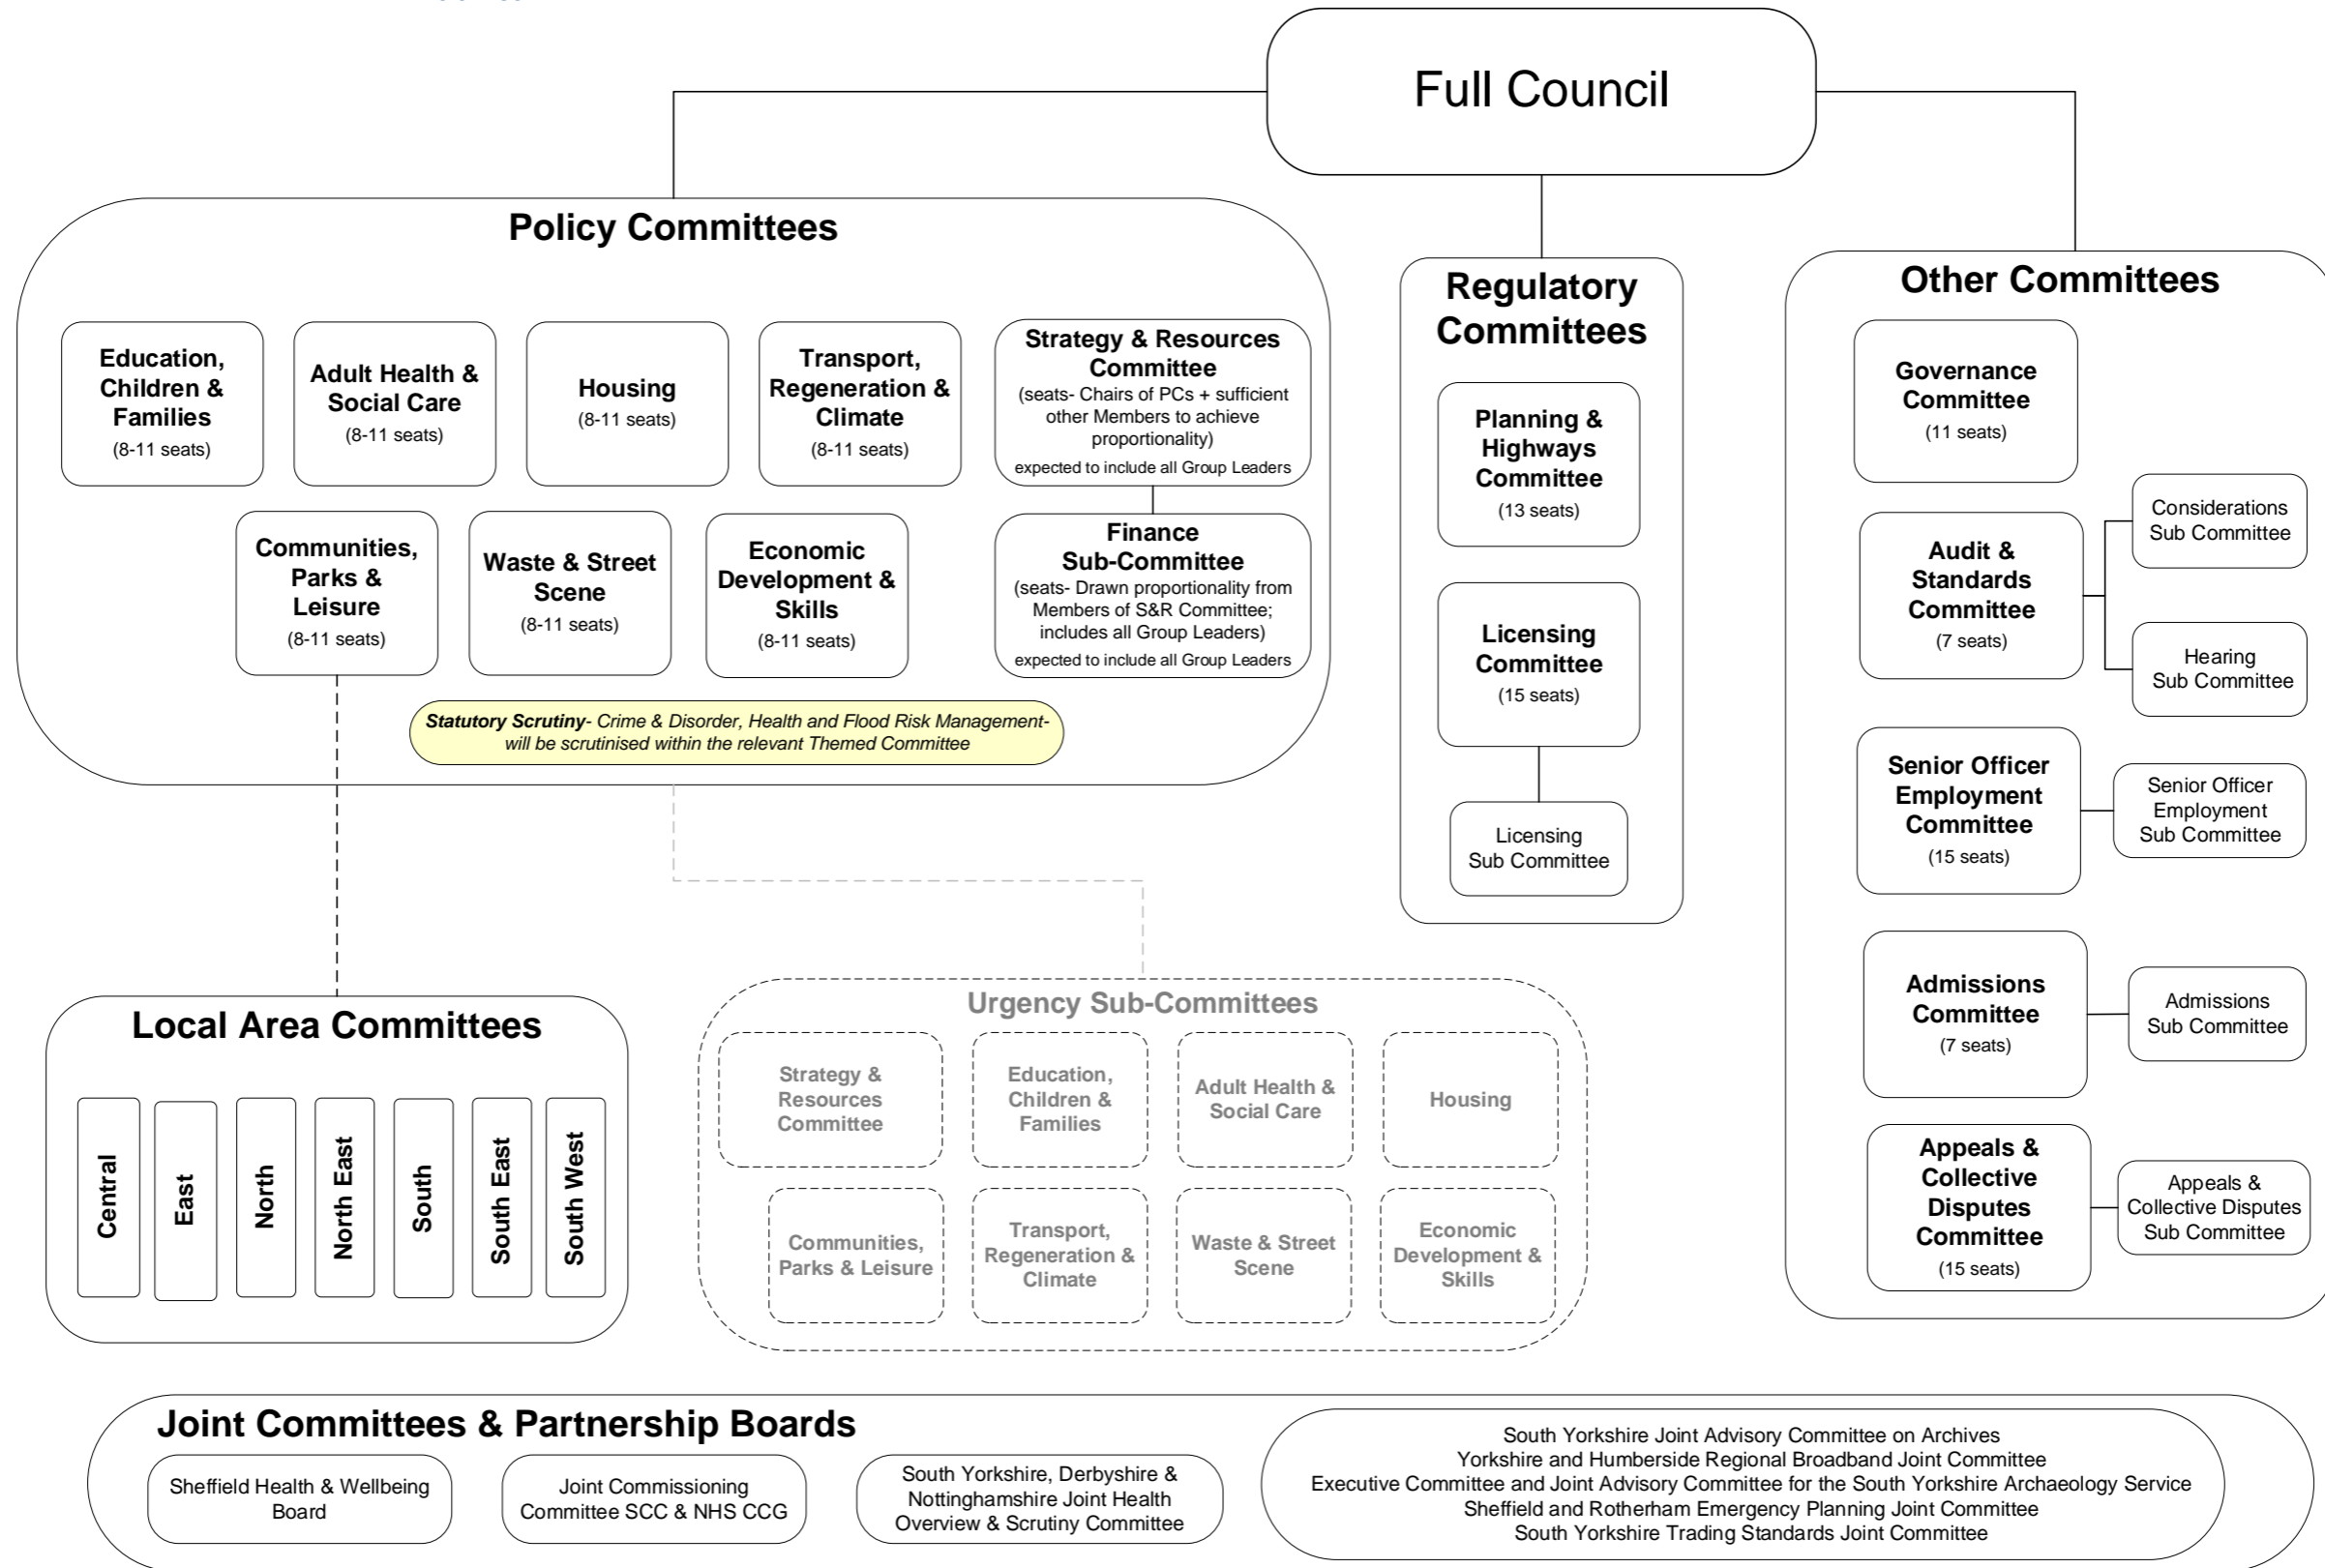 Full Council
Policy Committees
Education,
Children &
Families
(8-11 seats)
Adult Health &
Social Care
(8-11 seats)
Housing
(8-11 seats)
Transport,
Regeneration &
Climate
(8-11 seats)
Strategy & Resources
Committee
(seats- Chairs of PCs + sufficient
other Members to achieve
proportionality)
expected to include all Group Leaders
Communities,
Parks &
Leisure
(8-11 seats)
Waste & Street
Scene
(8-11 seats)
Economic
Development &
Skills
(8-11 seats)
Finance
Sub-Committee
(seats- Drawn proportionality from
Members of S&R Committee;
includes all Group Leaders)
expected to include all Group Leaders
Statutory Scrutiny- Crime & Disorder, Health and Flood Risk Management-
will be scrutinised within the relevant Themed Committee
Regulatory
Committees
Planning &
Highways
Committee
(13 seats)
Licensing
Committee
(15 seats)
Licensing
Sub Committee
Other Committees
Governance
Committee
(11 seats)
Audit &
Standards
Committee
(7 seats)
Considerations
Sub Committee
Hearing
Sub Committee
Senior Officer
Employment
Committee
(15 seats)
Senior Officer
Employment
Sub Committee
Admissions
Committee
(7 seats)
Admissions
Sub Committee
Appeals &
Collective
Disputes
Committee
(15 seats)
Appeals &
Collective Disputes
Sub Committee
Local Area Committees
Central
East
North
North East
South
South East
South West
Urgency Sub-Committees
Strategy &
Resources
Committee
Education,
Children &
Families
Adult Health &
Social Care
Housing
Communities,
Parks & Leisure
Transport,
Regeneration &
Climate
Waste & Street
Scene
Economic
Development &
Skills
Joint Committees & Partnership Boards
Sheffield Health & Wellbeing
Board
Joint Commissioning
Committee SCC & NHS CCG
South Yorkshire, Derbyshire &
Nottinghamshire Joint Health
Overview & Scrutiny Committee
South Yorkshire Joint Advisory Committee on Archives
Yorkshire and Humberside Regional Broadband Joint Committee
Executive Committee and Joint Advisory Committee for the South Yorkshire Archaeology Service
Sheffield and Rotherham Emergency Planning Joint Committee
South Yorkshire Trading Standards Joint Committee